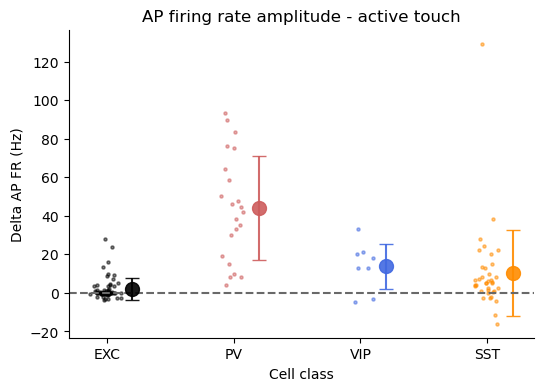 AP firing rate amplitude - active touch
Delta AP FR (Hz)
120
100
80
60
40
20
0
−20
EXC PV VIP SST
Cell class